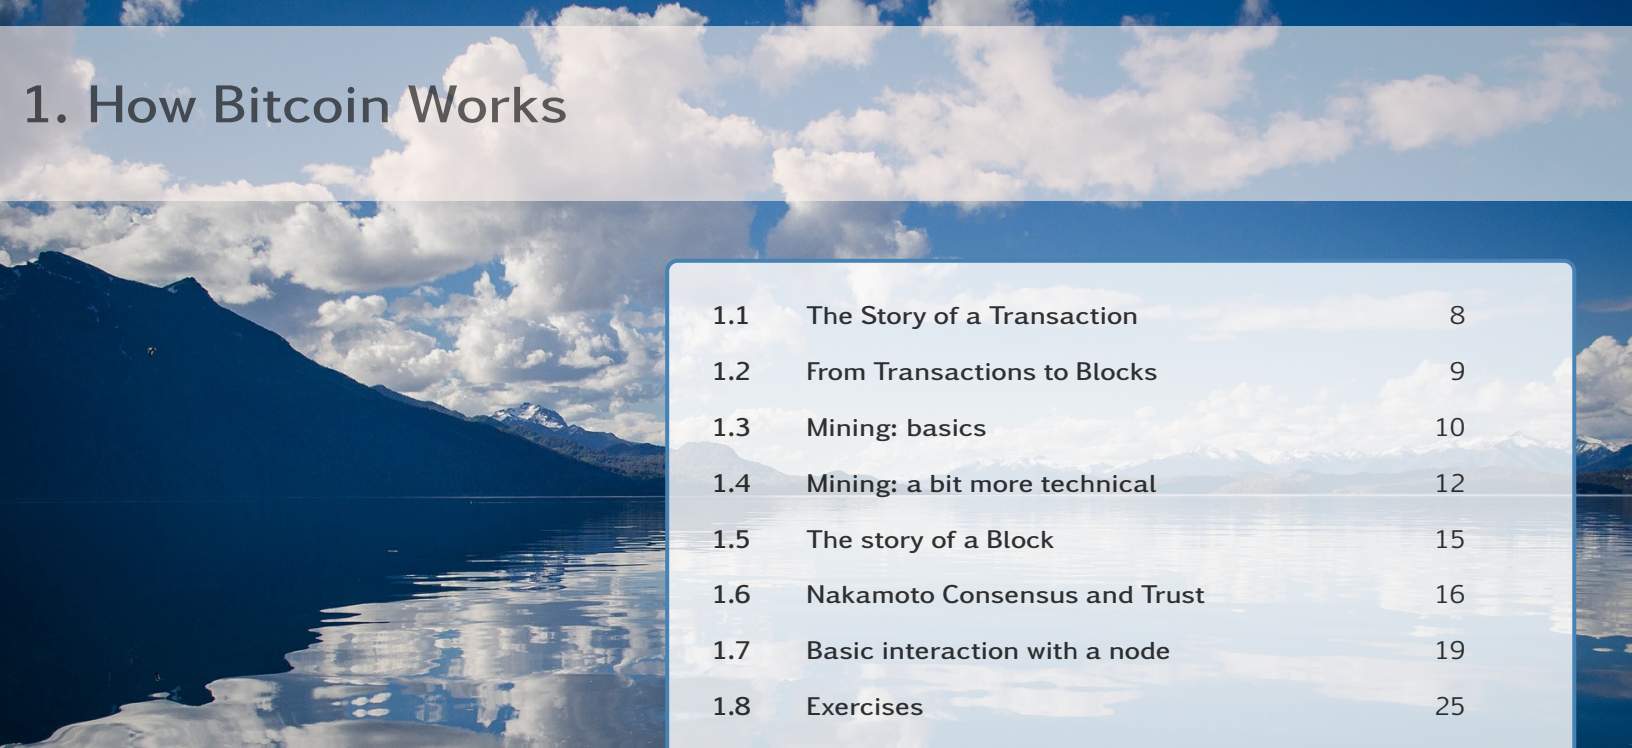 1. How Bitcoin Works
1.1 The Story of a Transaction 8
1.2 From Transactions to Blocks 9
1.3 Mining: basics 10
1.4 Mining: a bit more technical 12
1.5 The story of a Block 15
1.6 Nakamoto Consensus and Trust 16
1.7 Basic interaction with a node 19
1.8 Exercises 25